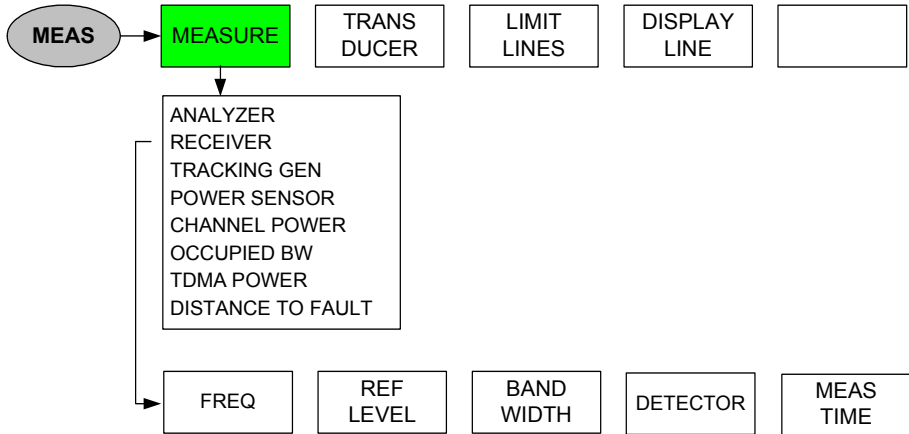 MEAS
MEASURE
TRANS
DUCER
LIMIT
LINES
DISPLAY
LINE
ANALYZER
RECEIVER
TRACKING GEN
POWER SENSOR
CHANNEL POWER
OCCUPIED BW
TDMA POWER
DISTANCE TO FAULT
FREQ
REF
LEVEL
BAND
WIDTH
DETECTOR
MEAS
TIME